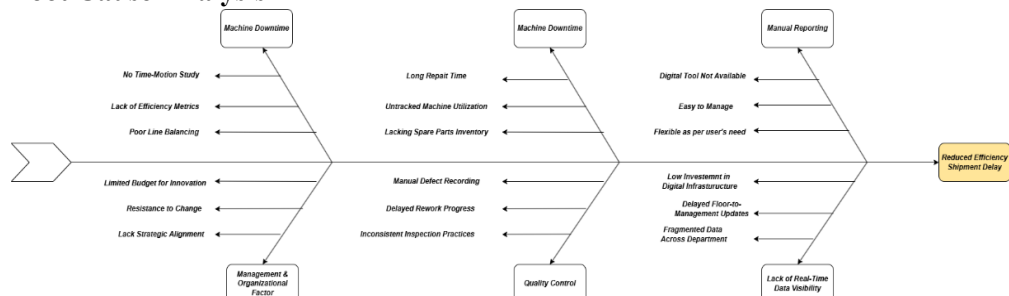 Machine Downtime
Machine Downtime
Manual Reporting
No Time-Motion Study
Long Repait Time
Digital Tool Not Available
Lack of Efficiency Metrics
Untracked Machine Utilization
Easy to Manage
Poor Line Balancing
Lacking Spare Parts Inventory
Flexible as per user's need
Reduced Efficiency
Shipment Delay
Limited Budget for Innovation
Manual Defect Recording
Low Investemnt in
Digital Infrasturucture
Resistance to Change
Delayed Rework Progress
Delayed Floor-to-
Management Updates
Lack Strategic Alignment
Inconsistent Inspection Practices
Fragmented Data
Across Department
Management &
Organizational
Factor
Quality Control
Lack of Real-Time
Data Visibility